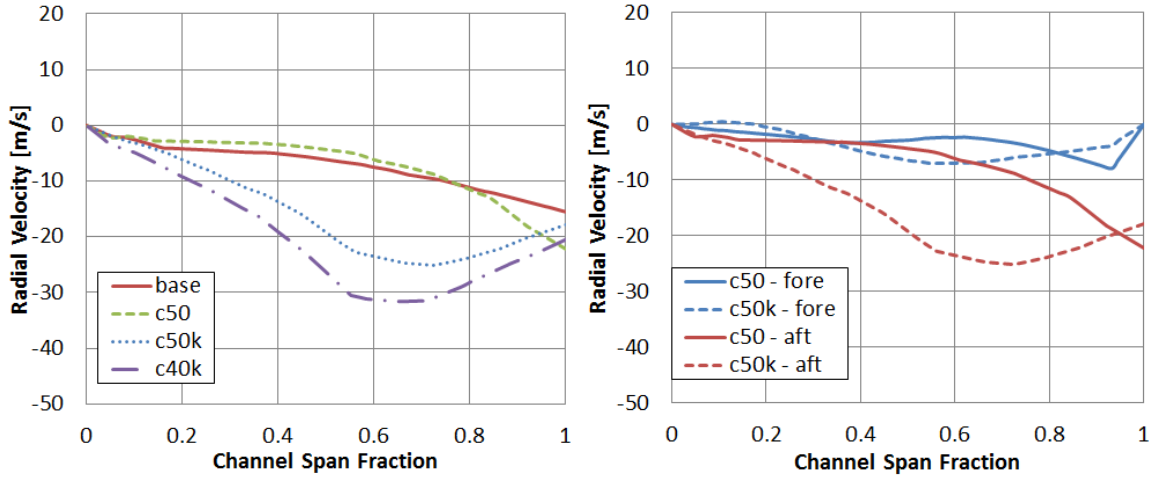 20
10
0
-10
-20
-30
-40
-50
Radial Velocity [m/s]
base
c50
c50k
c40k
0
0.2
0.4
0.6
0.8
1
Channel Span Fraction
20
10
0
-10
-20
-30
-40
-50
Radial Velocity [m/s]
c50 - fore
c50k - fore
c50 - aft
c50k - aft
0
0.2
0.4
0.6
0.8
1
Channel Span Fraction